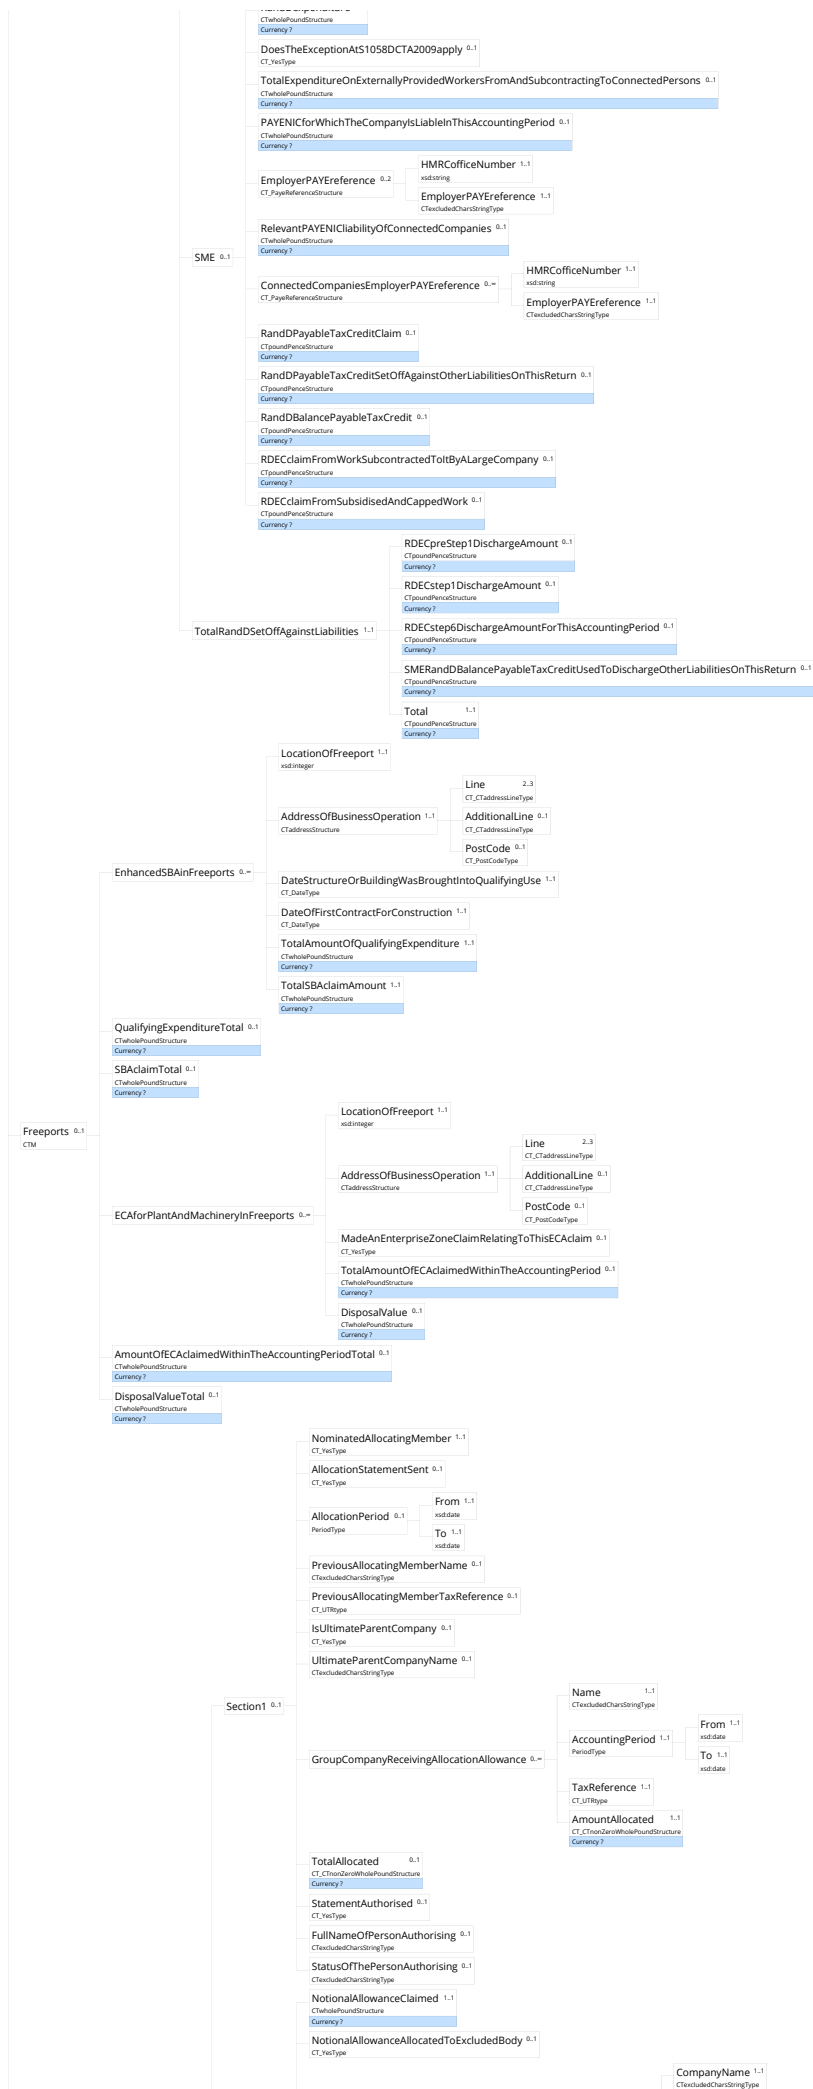 CTwholePoundStructure
Currency ?
DoesTheExceptionAtS1058DCTA2009apply 0..1
CT_YesType
TotalExpenditureOnExternallyProvidedWorkersFromAndSubcontractingToConnectedPersons 0..1
CTwholePoundStructure
Currency ?
PAYENICforWhichTheCompanyIsLiableInThisAccountingPeriod 0..1
CTwholePoundStructure
Currency ?
HMRCofficeNumber 1..1
xsd:string
EmployerPAYEreference 0..2
CT_PayeReferenceStructure
EmployerPAYEreference 1..1
CTexcludedCharsStringType
RelevantPAYENICliabilityOfConnectedCompanies 0..1
CTwholePoundStructure
Currency ?
SME 0..1
HMRCofficeNumber 1..1
xsd:string
ConnectedCompaniesEmployerPAYEreference 0..∞
CT_PayeReferenceStructure
EmployerPAYEreference 1..1
CTexcludedCharsStringType
RandDPayableTaxCreditClaim 0..1
CTpoundPenceStructure
Currency ?
RandDPayableTaxCreditSetOffAgainstOtherLiabilitiesOnThisReturn 0..1
CTpoundPenceStructure
Currency ?
RandDBalancePayableTaxCredit 0..1
CTpoundPenceStructure
Currency ?
RDECclaimFromWorkSubcontractedToItByALargeCompany 0..1
CTpoundPenceStructure
Currency ?
RDECclaimFromSubsidisedAndCappedWork 0..1
CTpoundPenceStructure
Currency ?
RDECpreStep1DischargeAmount 0..1
CTpoundPenceStructure
Currency ?
RDECstep1DischargeAmount 0..1
CTpoundPenceStructure
Currency ?
TotalRandDSetOffAgainstLiabilities 1..1
RDECstep6DischargeAmountForThisAccountingPeriod 0..1
CTpoundPenceStructure
Currency ?
SMERandDBalancePayableTaxCreditUsedToDischargeOtherLiabilitiesOnThisReturn 0..1
CTpoundPenceStructure
Currency ?
Total 1..1
CTpoundPenceStructure
Currency ?
LocationOfFreeport 1..1
xsd:integer
Line 2..3
CT_CTaddressLineType
AddressOfBusinessOperation 1..1
CTaddressStructure
AdditionalLine 0..1
CT_CTaddressLineType
PostCode 0..1
CT_PostCodeType
EnhancedSBAinFreeports 0..∞
DateStructureOrBuildingWasBroughtIntoQualifyingUse 1..1
CT_DateType
DateOfFirstContractForConstruction 1..1
CT_DateType
TotalAmountOfQualifyingExpenditure 1..1
CTwholePoundStructure
Currency ?
TotalSBAclaimAmount 1..1
CTwholePoundStructure
Currency ?
QualifyingExpenditureTotal 0..1
CTwholePoundStructure
Currency ?
SBAclaimTotal 0..1
CTwholePoundStructure
Currency ?
Freeports 0..1
CTM
LocationOfFreeport 1..1
xsd:integer
Line 2..3
CT_CTaddressLineType
AddressOfBusinessOperation 1..1
CTaddressStructure
AdditionalLine 0..1
CT_CTaddressLineType
PostCode 0..1
CT_PostCodeType
ECAforPlantAndMachineryInFreeports 0..∞
MadeAnEnterpriseZoneClaimRelatingToThisECAclaim 0..1
CT_YesType
TotalAmountOfECAclaimedWithinTheAccountingPeriod 0..1
CTwholePoundStructure
Currency ?
DisposalValue 0..1
CTwholePoundStructure
Currency ?
AmountOfECAclaimedWithinTheAccountingPeriodTotal 0..1
CTwholePoundStructure
Currency ?
DisposalValueTotal 0..1
CTwholePoundStructure
Currency ?
NominatedAllocatingMember 1..1
CT_YesType
AllocationStatementSent 0..1
CT_YesType
From 1..1
xsd:date
AllocationPeriod 0..1
PeriodType
To 1..1
xsd:date
PreviousAllocatingMemberName 0..1
CTexcludedCharsStringType
PreviousAllocatingMemberTaxReference 0..1
CT_UTRtype
IsUltimateParentCompany 0..1
CT_YesType
UltimateParentCompanyName 0..1
CTexcludedCharsStringType
Section1 0..1
Name 1..1
CTexcludedCharsStringType
From 1..1
xsd:date
AccountingPeriod 1..1
PeriodType
To 1..1
xsd:date
GroupCompanyReceivingAllocationAllowance 0..∞
TaxReference 1..1
CT_UTRtype
AmountAllocated 1..1
CT_CTnonZeroWholePoundStructure
Currency ?
TotalAllocated 0..1
CT_CTnonZeroWholePoundStructure
Currency ?
StatementAuthorised 0..1
CT_YesType
FullNameOfPersonAuthorising 0..1
CTexcludedCharsStringType
StatusOfThePersonAuthorising 0..1
CTexcludedCharsStringType
NotionalAllowanceClaimed 1..1
CTwholePoundStructure
Currency ?
NotionalAllowanceAllocatedToExcludedBody 0..1
CT_YesType
CompanyName 1..1
CTexcludedCharsStringType